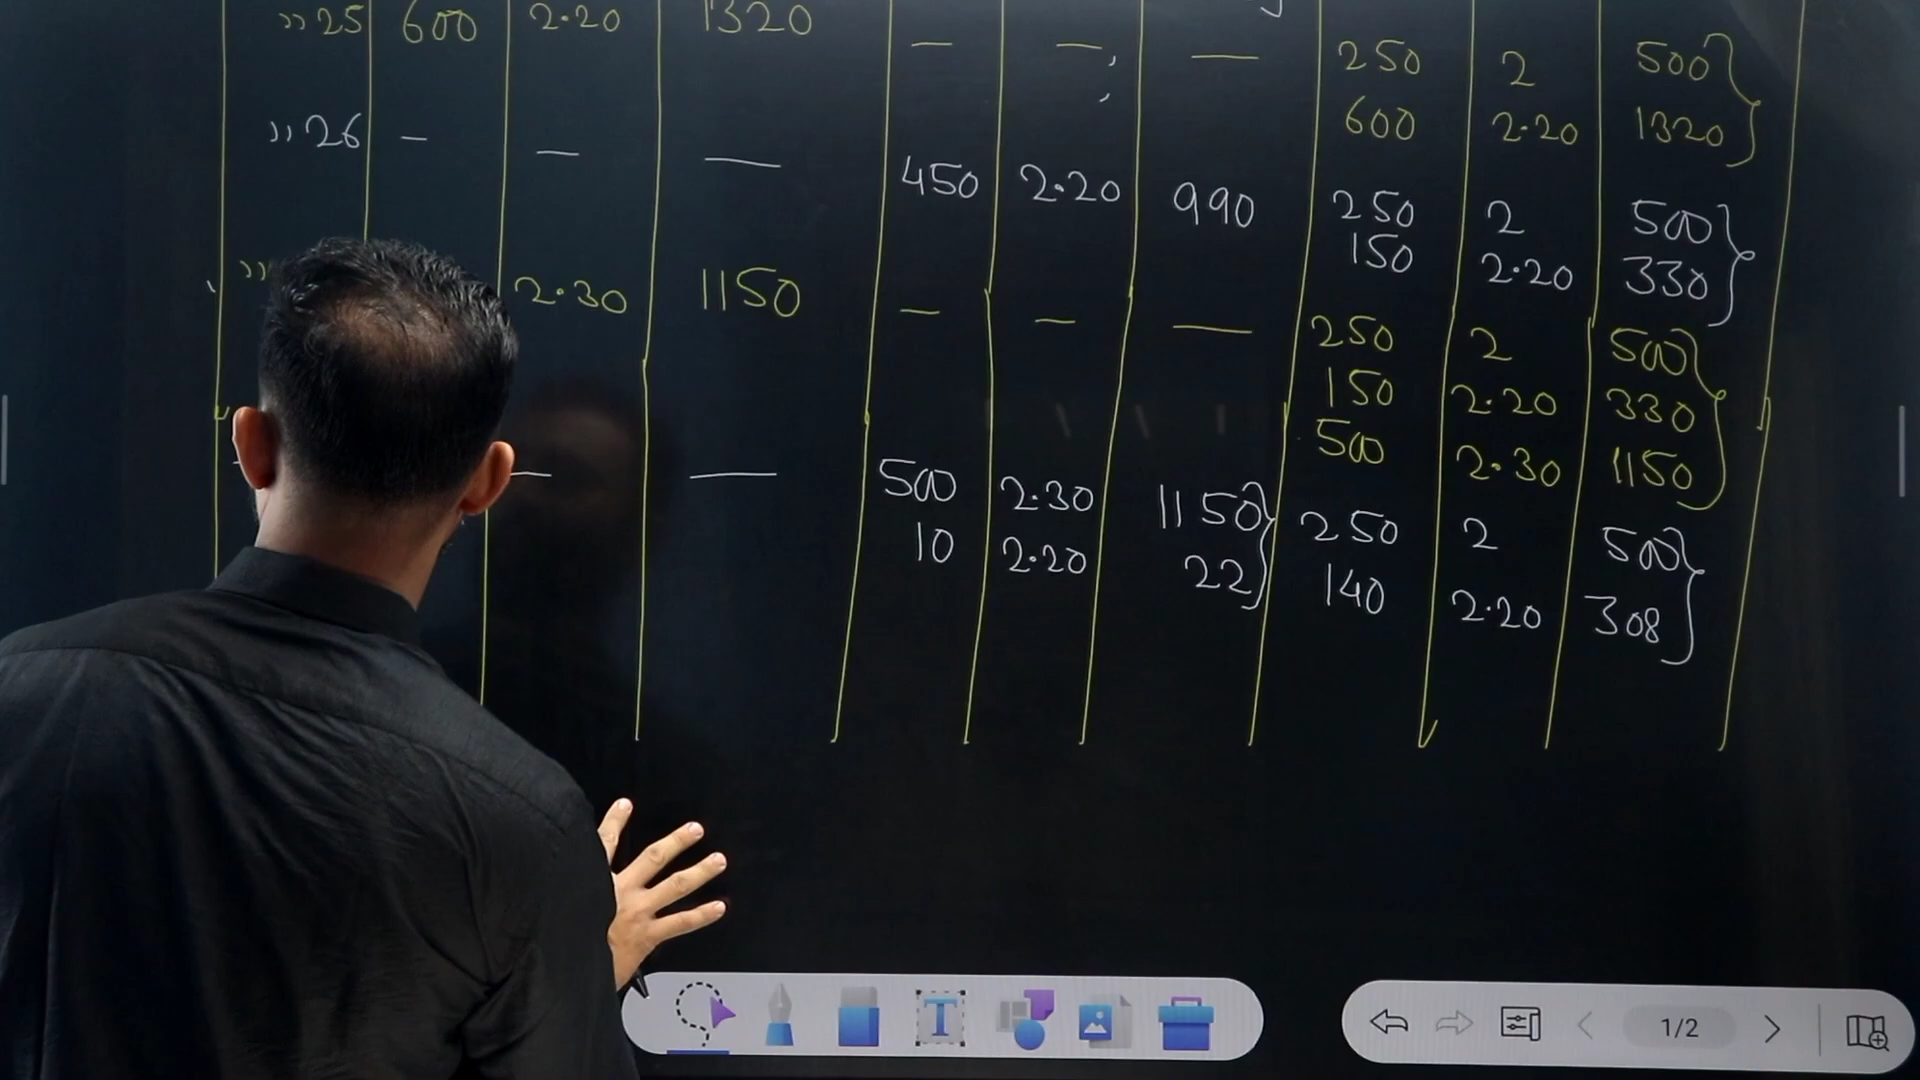 " 25 600 2.20 1320 — — — 250 2 500
600 2.20 1320
" 26 — — — 450 2.20 990 250 2 500
150 2.20 330
" 2.30 1150 — — — 250 2 500
150 2.20 330
500 2.30 1150
— — 500 2.30 1150 250 2 500
10 2.20 22 140 2.20 308
T
1/2